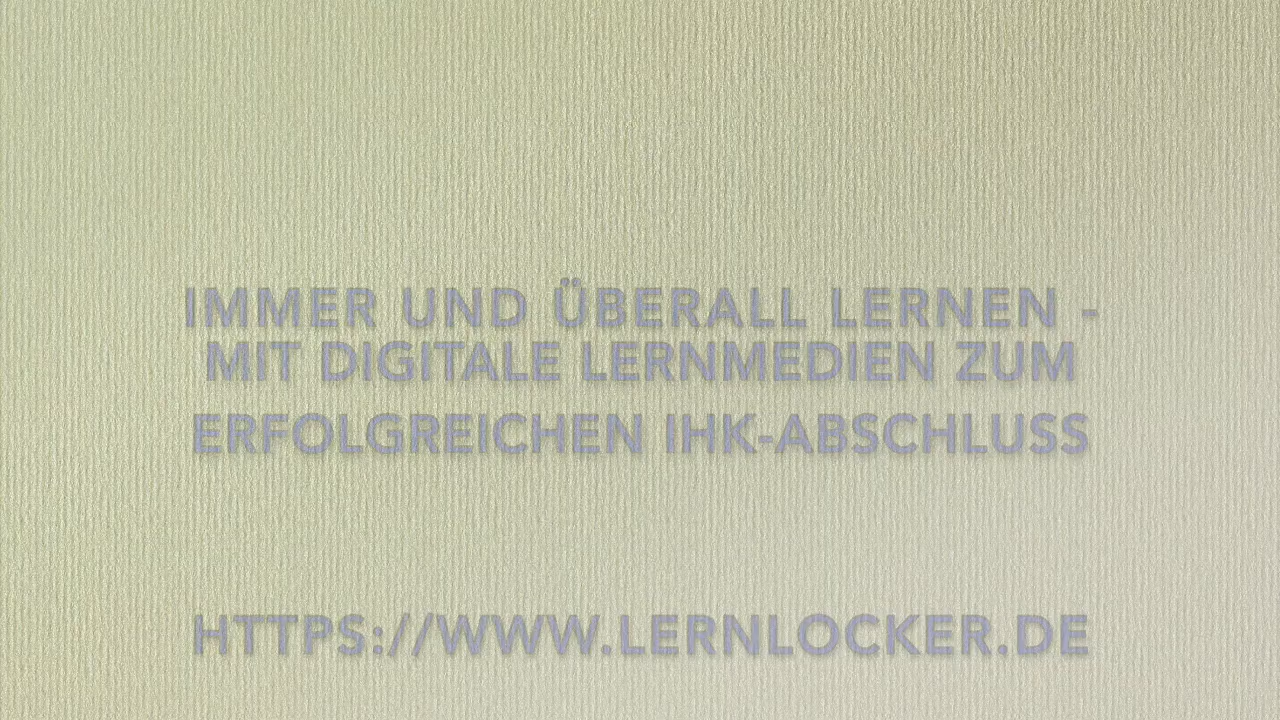 IMMER UND ÜBERALL LERNEN -
MIT DIGITALE LERNMEDIEN ZUM
ERFOLGREICHEN IHK-ABSCHLUSS
HTTPS://WWW.LERNLOCKER.DE